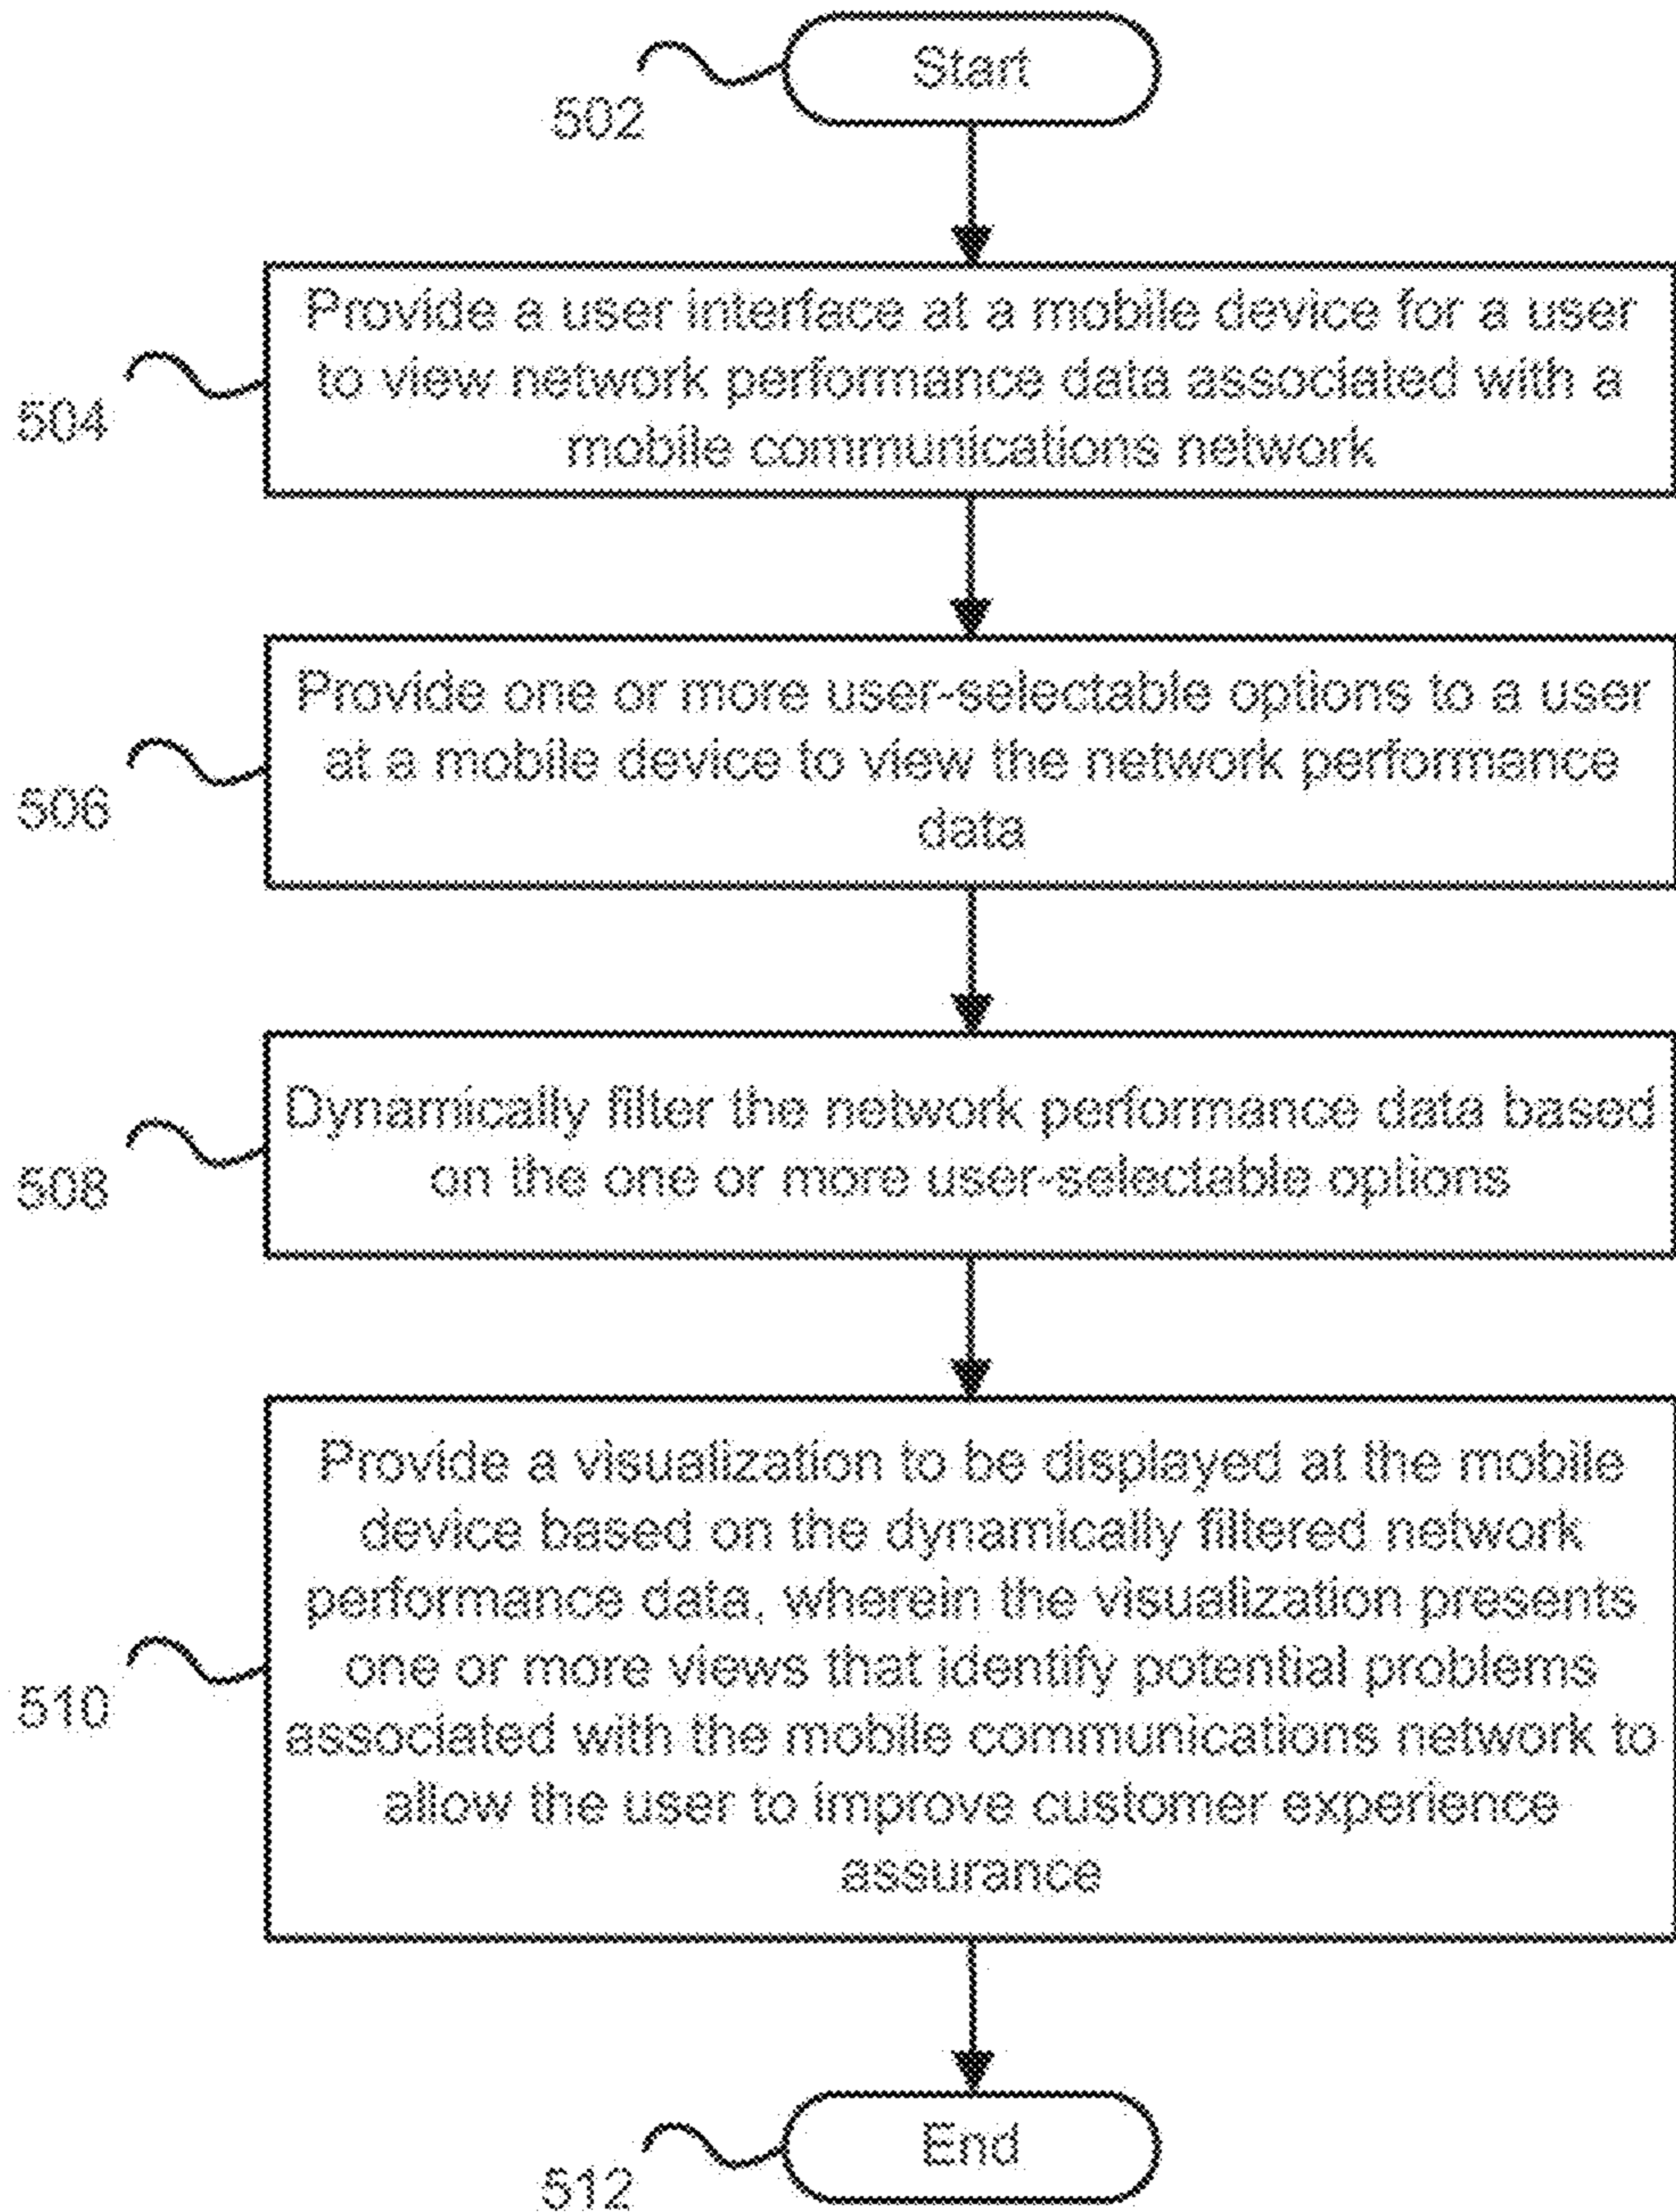 Start
502
Provide a user interface at a mobile device for a user
to view network performance data associated with a
mobile communications network
504
Provide one or more user-selectable options to a user
at a mobile device to view the network performance
data
506
Dynamically filter the network performance data based
on the one or more user-selectable options
508
Provide a visualization to be displayed at the mobile
device based on the dynamically filtered network
performance data, wherein the visualization presents
one or more views that identify potential problems
associated with the mobile communications network to
allow the user to improve customer experience
assurance
510
End
512